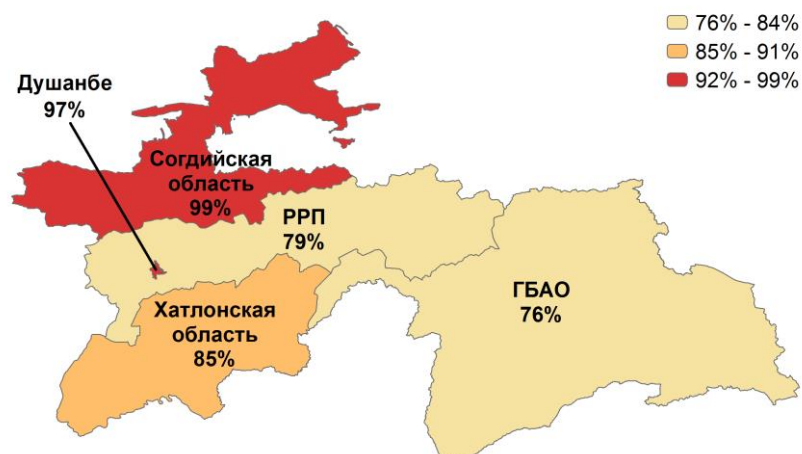 76% - 84%
85% - 91%
92% - 99%
Душанбе
97%
Согдийская
область
99%
РРП
79%
ГБАО
76%
Хатлонская
область
85%